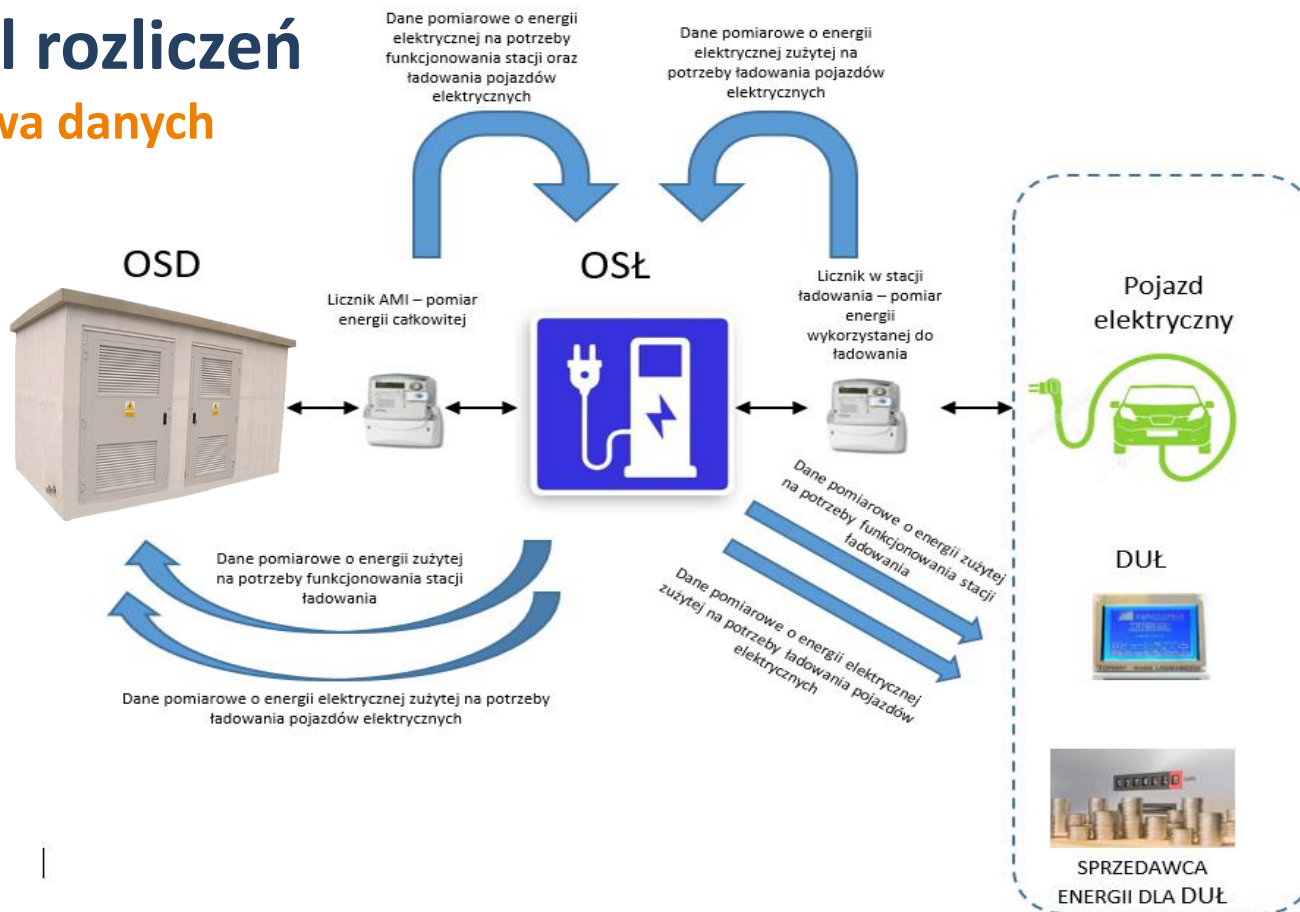 l rozliczeń
wa danych
Dane pomiarowe o energii
elektrycznej na potrzeby
funkcjonowania stacji oraz
ładowania pojazdów
elektrycznych
Dane pomiarowe o energii
elektrycznej zużytej na
potrzeby ładowania pojazdów
elektrycznych
OSD
Licznik AMI – pomiar
energii całkowitej
OSŁ
Licznik w stacji
ładowania – pomiar
energii
wykorzystanej do
ładowania
Pojazd
elektryczny
Dane pomiarowe o energii zużytej
na potrzeby funkcjonowania stacji
ładowania
Dane pomiarowe o energii elektrycznej zużytej na potrzeby
ładowania pojazdów elektrycznych
Dane pomiarowe o energii zużytej
na potrzeby funkcjonowania stacji
ładowania
Dane pomiarowe o energii elektrycznej
zużytej na potrzeby ładowania pojazdów
elektrycznych
DUŁ
SPRZEDAWCA
ENERGII DLA DUŁ